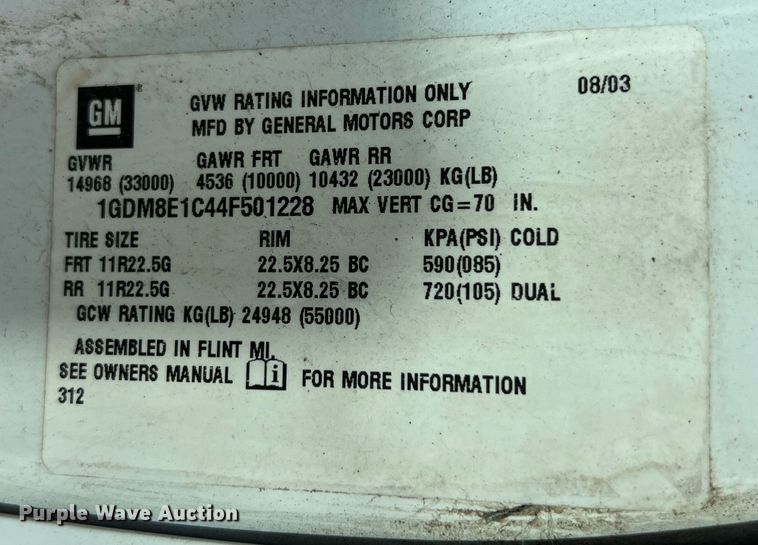 GM® GVW RATING INFORMATION ONLY 08/03
MFD BY GENERAL MOTORS CORP
GVWR GAWR FRT GAWR RR
14968 (33000) 4536 (10000) 10432 (23000) KG(LB)
1GDM8E1C44F501228 MAX VERT CG=70 IN.
TIRE SIZE RIM KPA(PSI) COLD
FRT 11R22.5G 22.5X8.25 BC 590(085)
RR 11R22.5G 22.5X8.25 BC 720(105) DUAL
GCW RATING KG(LB) 24948 (55000)
ASSEMBLED IN FLINT MI.
SEE OWNERS MANUAL i FOR MORE INFORMATION
312
Purple Wave Auction